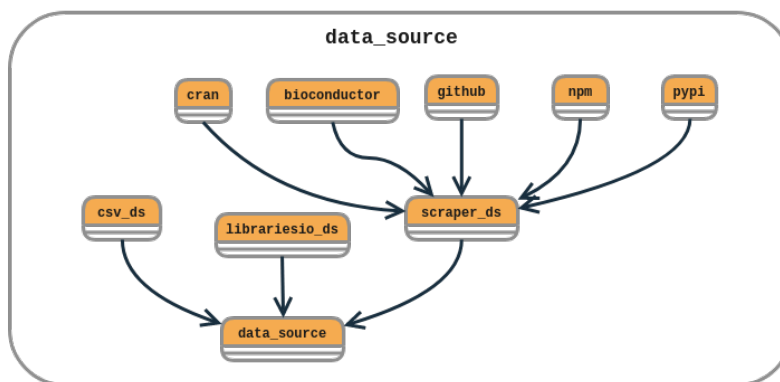 data_source
cran
bioconductor
github
npm
pypi
csv_ds
librariesio_ds
scraper_ds
data_source